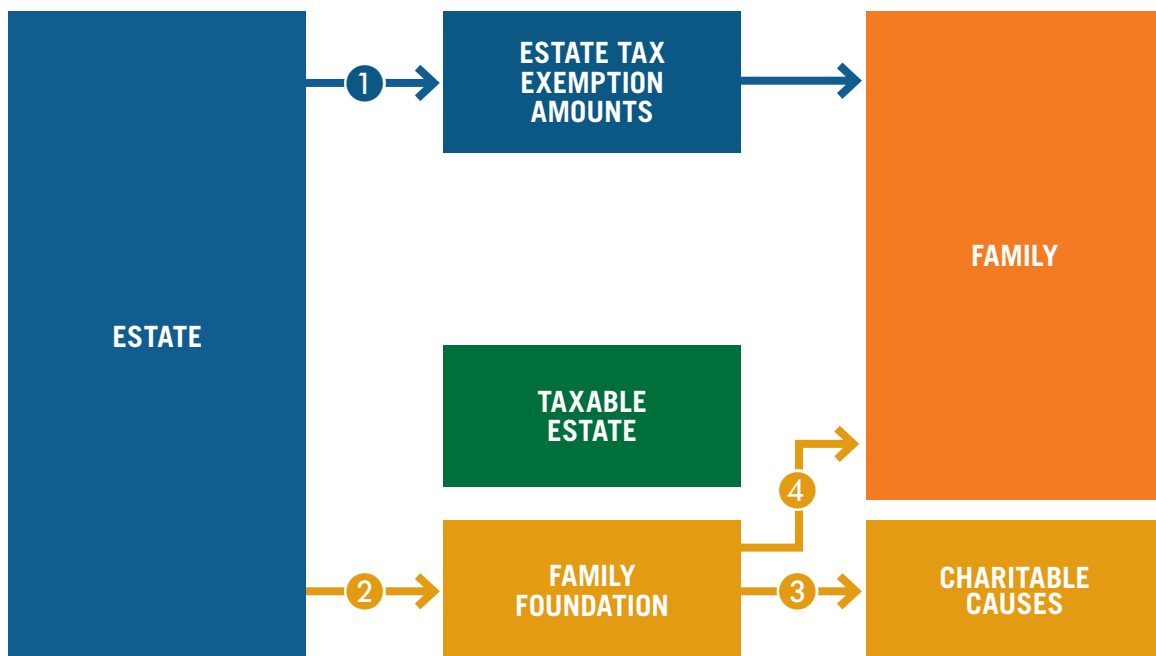 ESTATE
1
ESTATE TAX
EXEMPTION
AMOUNTS
FAMILY
TAXABLE
ESTATE
4
2
FAMILY
FOUNDATION
3
CHARITABLE
CAUSES